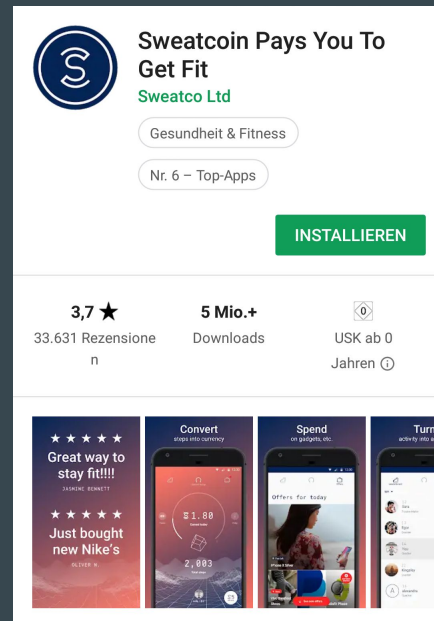 Sweatcoin Pays You To
Get Fit
Sweatco Ltd
Gesundheit & Fitness
Nr. 6 – Top-Apps
INSTALLIEREN
3,7 ★
33.631 Rezensione
n
5 Mio.+
Downloads
0
USK ab 0
Jahren
★ ★ ★ ★ ★
Great way to
stay fit!!!!
JASMINE BENNETT
★ ★ ★ ★ ★
Just bought
new Nike's
OLIVER W.
Convert
steps into currency
1.80
2,003
Spend
on gadgets, etc.
Offers for today
Turn
activity into a